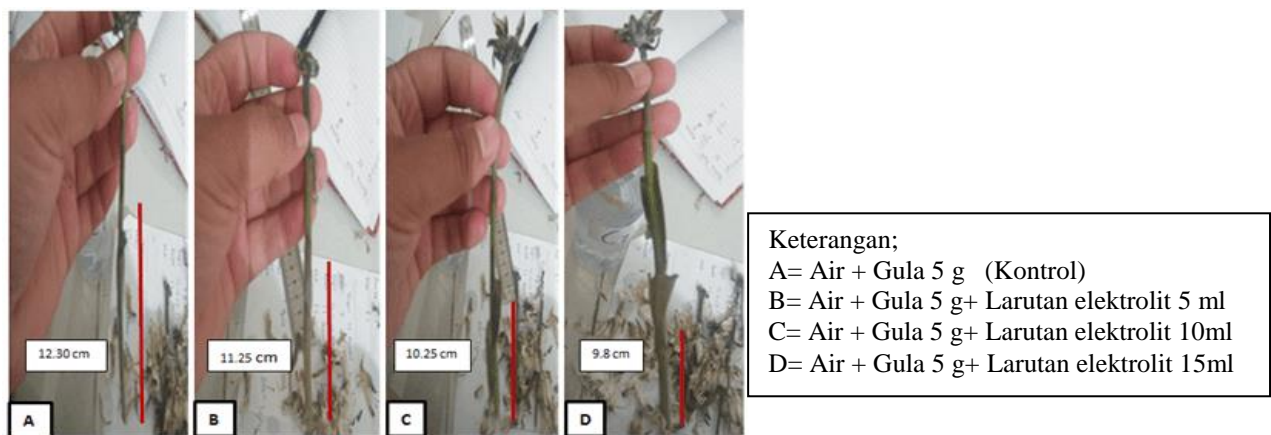 12.30 cm
A
11.25 cm
B
10.25 cm
C
9.8 cm
D
Keterangan;
A= Air + Gula 5 g (Kontrol)
B= Air + Gula 5 g+ Larutan elektrolit 5 ml
C= Air + Gula 5 g+ Larutan elektrolit 10ml
D= Air + Gula 5 g+ Larutan elektrolit 15ml